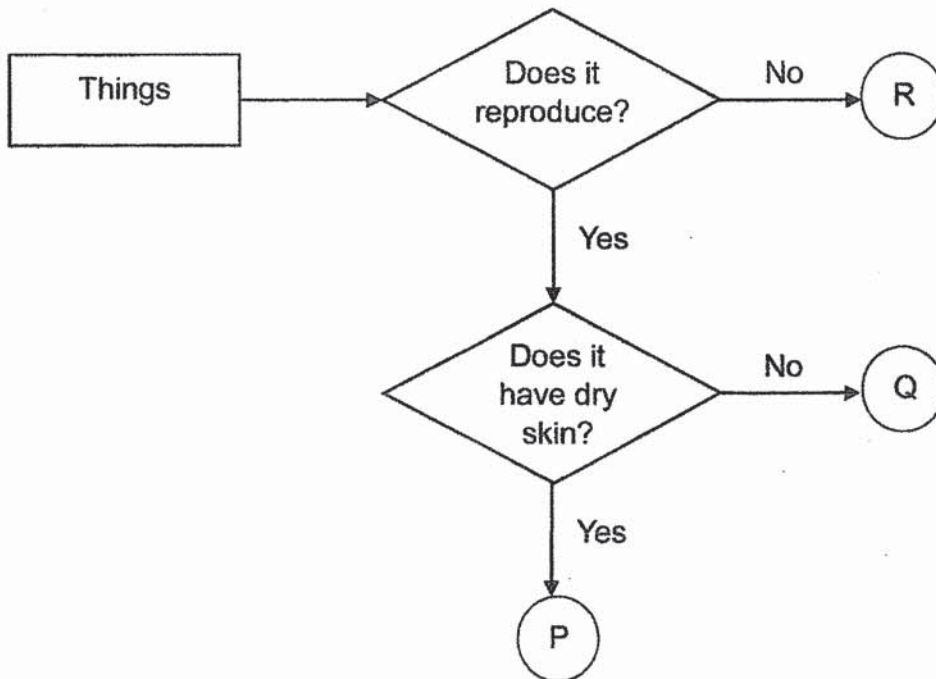 Things
Does it
reproduce?
No
R
Yes
Does it
have dry
skin?
No
Q
Yes
P